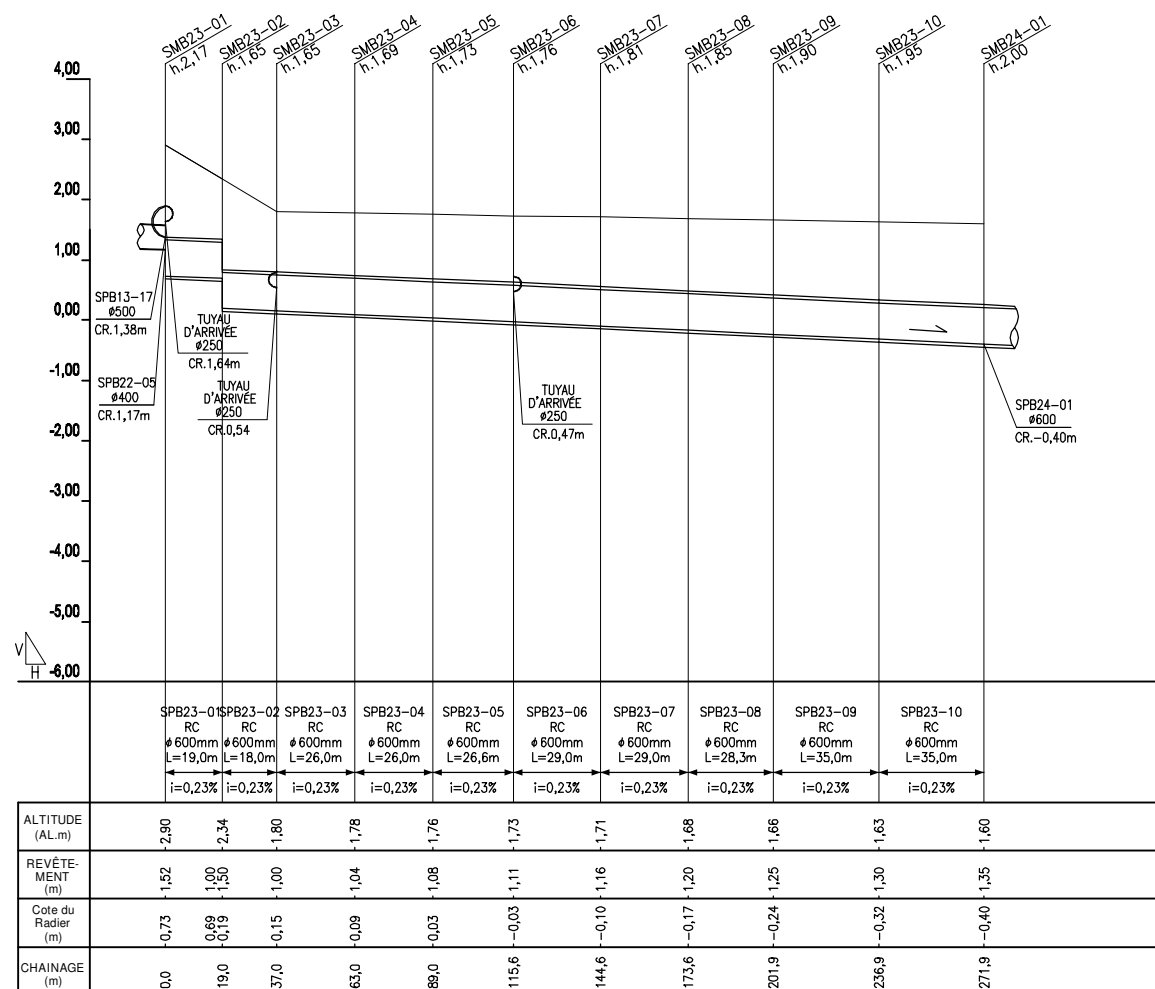 SMB23-01
h.2,17
SMB23-02
h.1,65
SMB23-03
h.1,65
SMB23-04
h.1,69
SMB23-05
h.1,73
SMB23-06
h.1,76
SMB23-07
h.1,81
SMB23-08
h.1,85
SMB23-09
h.1,90
SMB23-10
h.1,95
SMB24-01
h.2,00
4,00
3,00
2,00
1,00
0,00
-1,00
-2,00
-3,00
-4,00
-5,00
-6,00
V
H
SPB13-17
ø500
CR.1,38m
TUYAU
D'ARRIVÉE
ø250
CR.1,64m
SPB22-05
ø400
CR.1,17m
TUYAU
D'ARRIVÉE
ø250
CR.0,54
TUYAU
D'ARRIVÉE
ø250
CR.0,47m
SPB24-01
ø600
CR.-0,40m
SPB23-01 SPB23-02 SPB23-03 SPB23-04 SPB23-05 SPB23-06 SPB23-07 SPB23-08 SPB23-09 SPB23-10
RC RC RC RC RC RC RC RC RC RC
ø600mm ø600mm ø600mm ø600mm ø600mm ø600mm ø600mm ø600mm ø600mm ø600mm
L=19,0m L=18,0m L=26,0m L=26,0m L=26,6m L=29,0m L=29,0m L=28,3m L=35,0m L=35,0m
i=0,23% i=0,23% i=0,23% i=0,23% i=0,23% i=0,23% i=0,23% i=0,23% i=0,23% i=0,23%
ALTITUDE
(AL.m)
2,90 2,34 1,80 1,78 1,76 1,73 1,71 1,68 1,66 1,63 1,60
REVÊTE-
MENT
(m)
1,52 1,00 1,50 1,00 1,04 1,08 1,11 1,16 1,20 1,25 1,30 1,35
Cote du
Radier
(m)
0,73 0,69 0,19 0,15 0,09 0,03 -0,03 -0,10 -0,17 -0,24 -0,32 -0,40
CHAINAGE
(m)
0,0 19,0 37,0 63,0 89,0 115,6 144,6 173,6 201,9 236,9 271,9